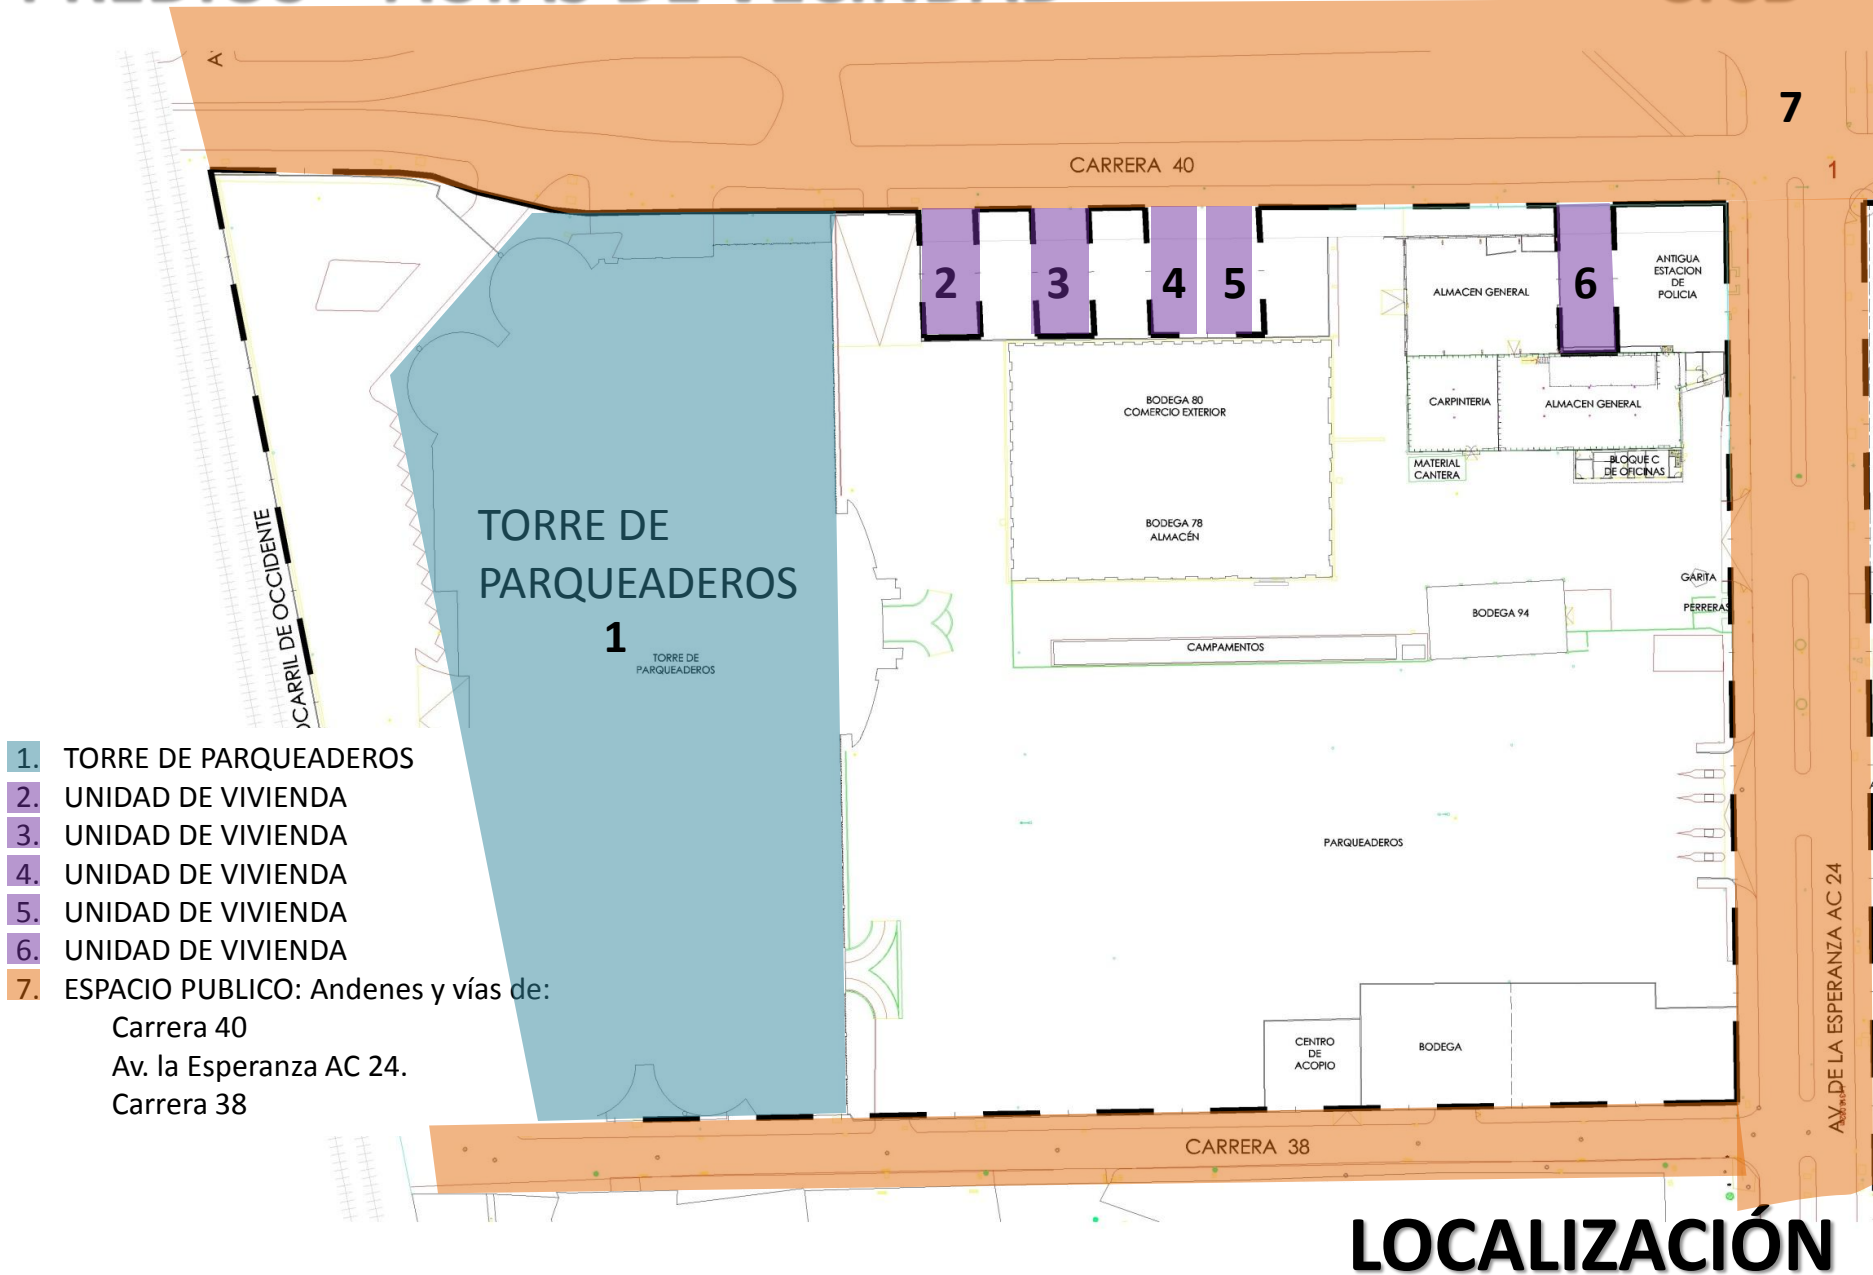 A
7
CARRERA 40
1
2
3
4
5
6
ANTIGUA
ESTACION
DE
POLICIA
ALMACEN GENERAL
BODEGA 80
COMERCIO EXTERIOR
CARPINTERIA
ALMACEN GENERAL
MATERIAL
CANTERA
BLOQUE C
DE OFICINAS
TORRE DE
PARQUEADEROS
1
TORRE DE
PARQUEADEROS
BODEGA 78
ALMACÉN
GARITA
PERRERAS
BODEGA 94
CAMPAMENTOS
OCARRIL DE OCCIDENTE
1. TORRE DE PARQUEADEROS
2. UNIDAD DE VIVIENDA
3. UNIDAD DE VIVIENDA
4. UNIDAD DE VIVIENDA
5. UNIDAD DE VIVIENDA
6. UNIDAD DE VIVIENDA
7. ESPACIO PUBLICO: Andenes y vías de:
Carrera 40
Av. la Esperanza AC 24.
Carrera 38
PARQUEADEROS
AV. DE LA ESPERANZA AC 24
CENTRO
DE
ACOPIO
BODEGA
CARRERA 38
LOCALIZACIÓN